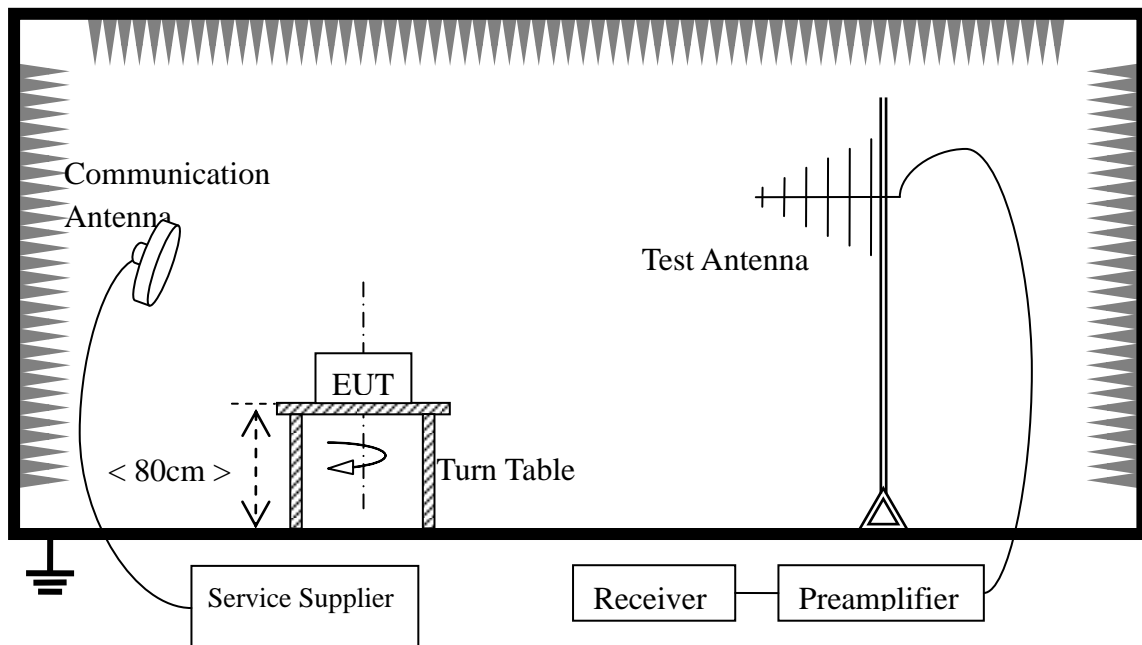 Communication
Antenna
Test Antenna
EUT
< 80cm >
Turn Table
Service Supplier
Receiver
Preamplifier